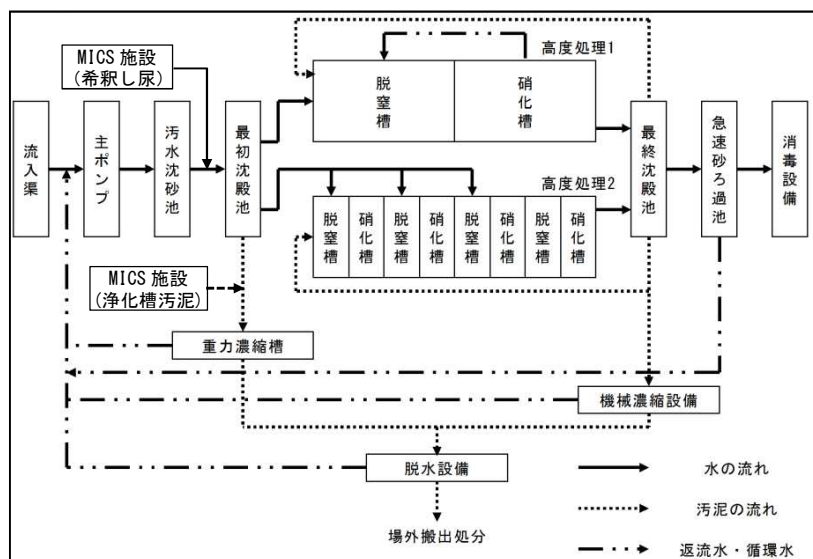 MICS 施設
(希釈し尿)
高度処理1
脱窒槽
硝化槽
流入渠
主ポンプ
汚水沈砂池
最初沈殿池
最終沈殿池
急速砂ろ過池
消毒設備
高度処理2
脱窒槽
硝化槽
脱窒槽
硝化槽
脱窒槽
硝化槽
脱窒槽
硝化槽
MICS 施設
(浄化槽汚泥)
重力濃縮槽
機械濃縮設備
脱水設備
場外搬出処分
水の流れ
汚泥の流れ
返流水・循環水